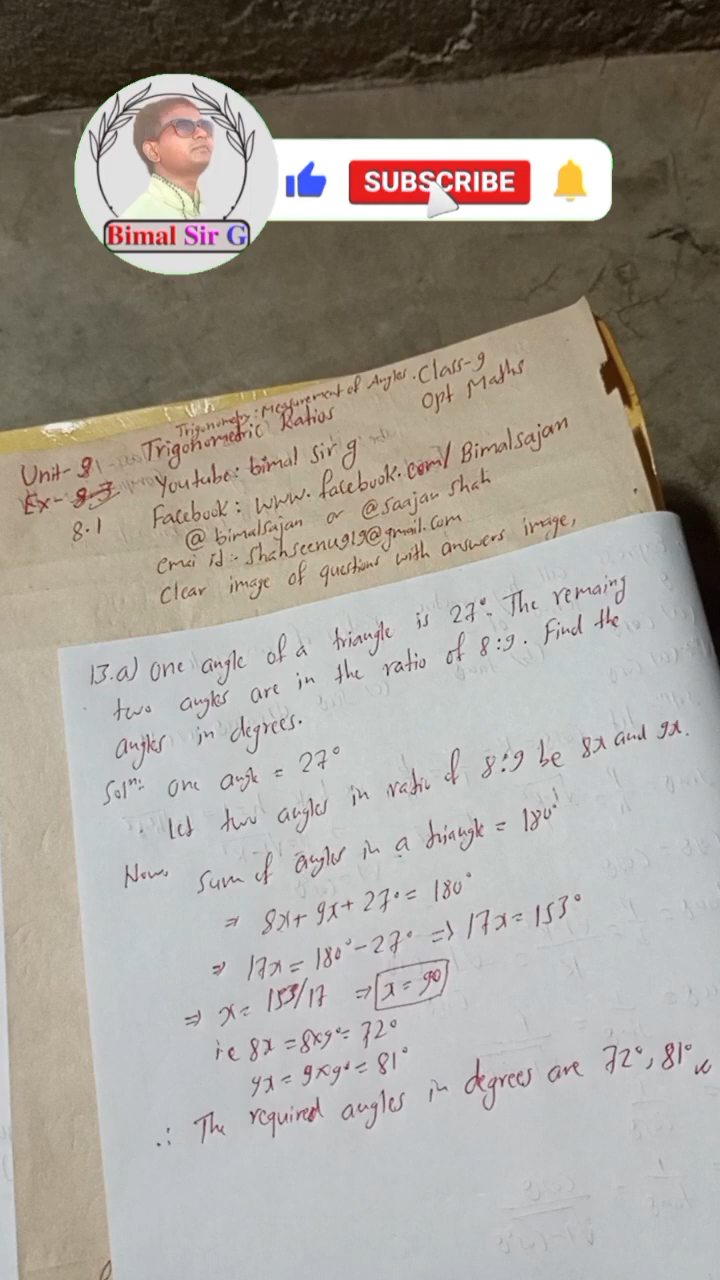 SUBSCRIBE
Bimal Sir G
Trigonometry: Measurement of Angles. Class-9
Unit-8 Trigonometric Ratios Opt Maths
Ex-8.3 Youtube: bimal sir g
8.1 Facebook: www.facebook.com/Bimalsajan
@bimalsajan or @saajan shah
email id:- shahseenu919@gmail.com
Clear image of questions with answers image,
13.a) One angle of a triangle is 27°. The remaing
two angles are in the ratio of 8:9. Find the
angles in degrees.
Solⁿ: One angle = 27°
Let two angles in ratio of 8:9 be 8x and 9x.
Now, Sum of angles in a triangle = 180°
⇒ 8x+9x+27° = 180°
⇒ 17x = 180°-27° ⇒ 17x = 153°
⇒ x = 153/17 ⇒ x = 9°
ie 8x = 8×9° = 72°
9x = 9×9° = 81°
∴ The required angles in degrees are 72°, 81°